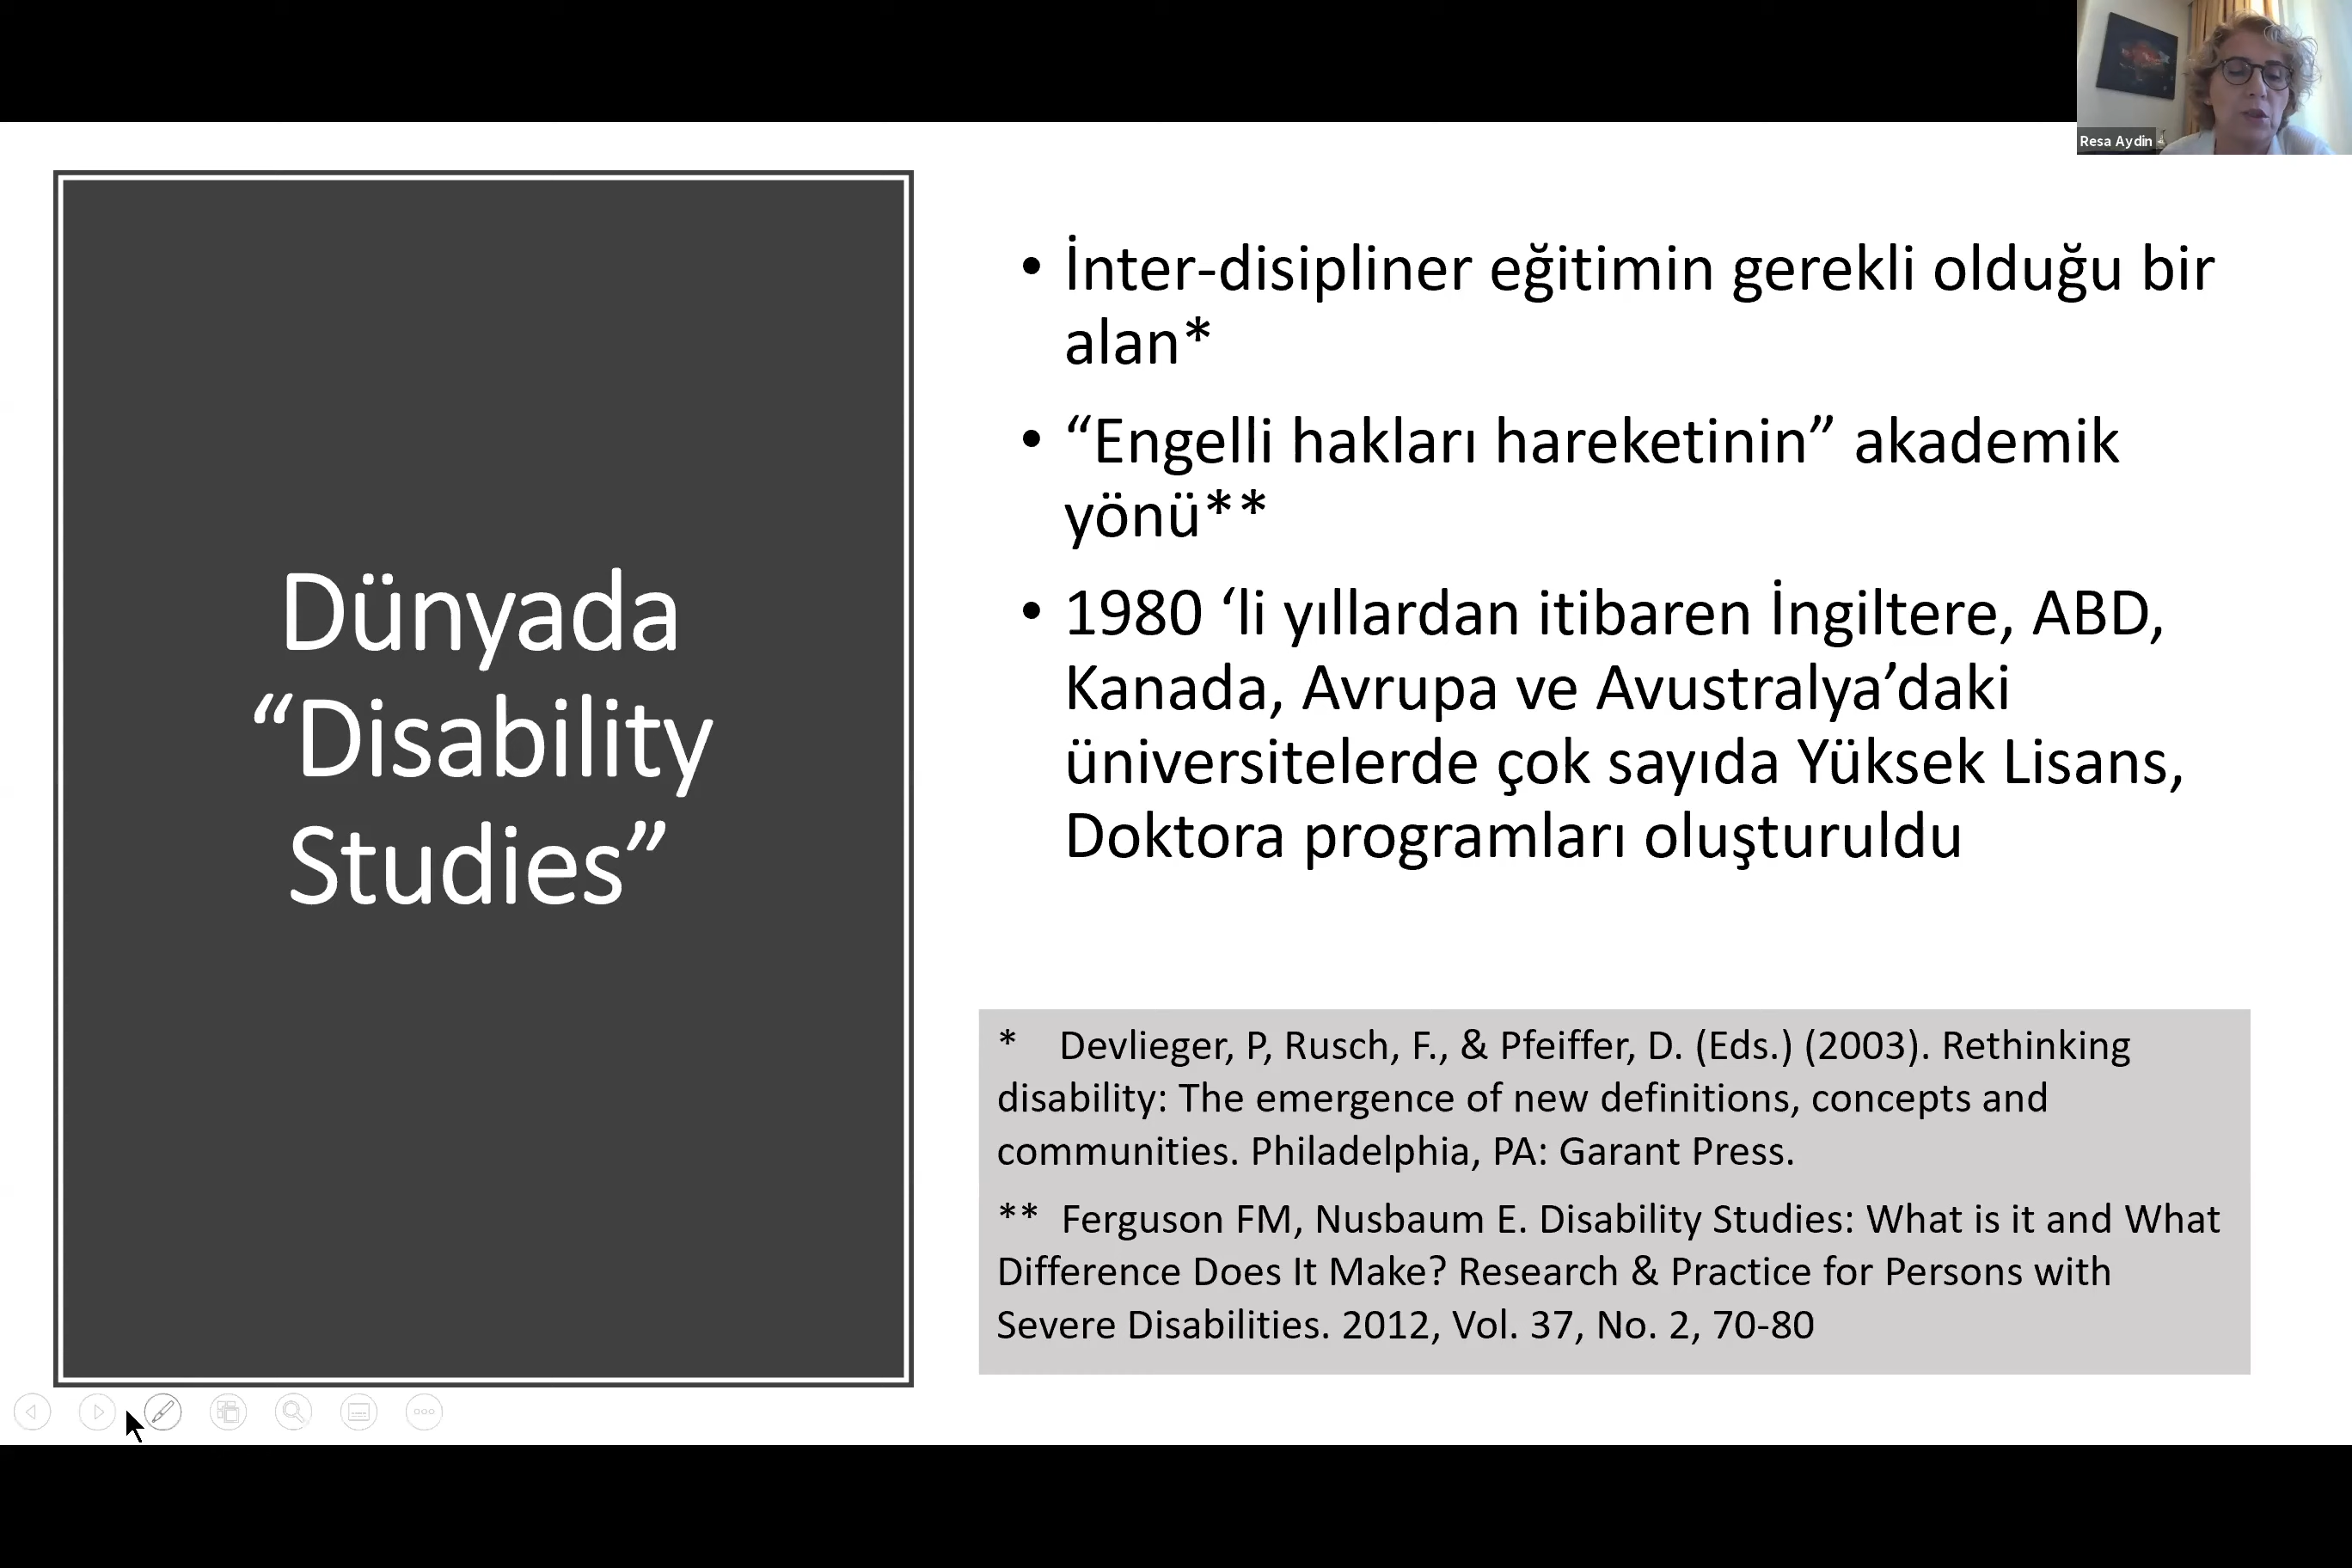 Resa Aydin
Dünyada
“Disability
Studies”
• İnter-disipliner eğitimin gerekli olduğu bir
alan*
• “Engelli hakları hareketinin” akademik
yönü**
• 1980 ‘li yıllardan itibaren İngiltere, ABD,
Kanada, Avrupa ve Avustralya’daki
üniversitelerde çok sayıda Yüksek Lisans,
Doktora programları oluşturuldu
* Devlieger, P, Rusch, F., & Pfeiffer, D. (Eds.) (2003). Rethinking
disability: The emergence of new definitions, concepts and
communities. Philadelphia, PA: Garant Press.
** Ferguson FM, Nusbaum E. Disability Studies: What is it and What
Difference Does It Make? Research & Practice for Persons with
Severe Disabilities. 2012, Vol. 37, No. 2, 70-80